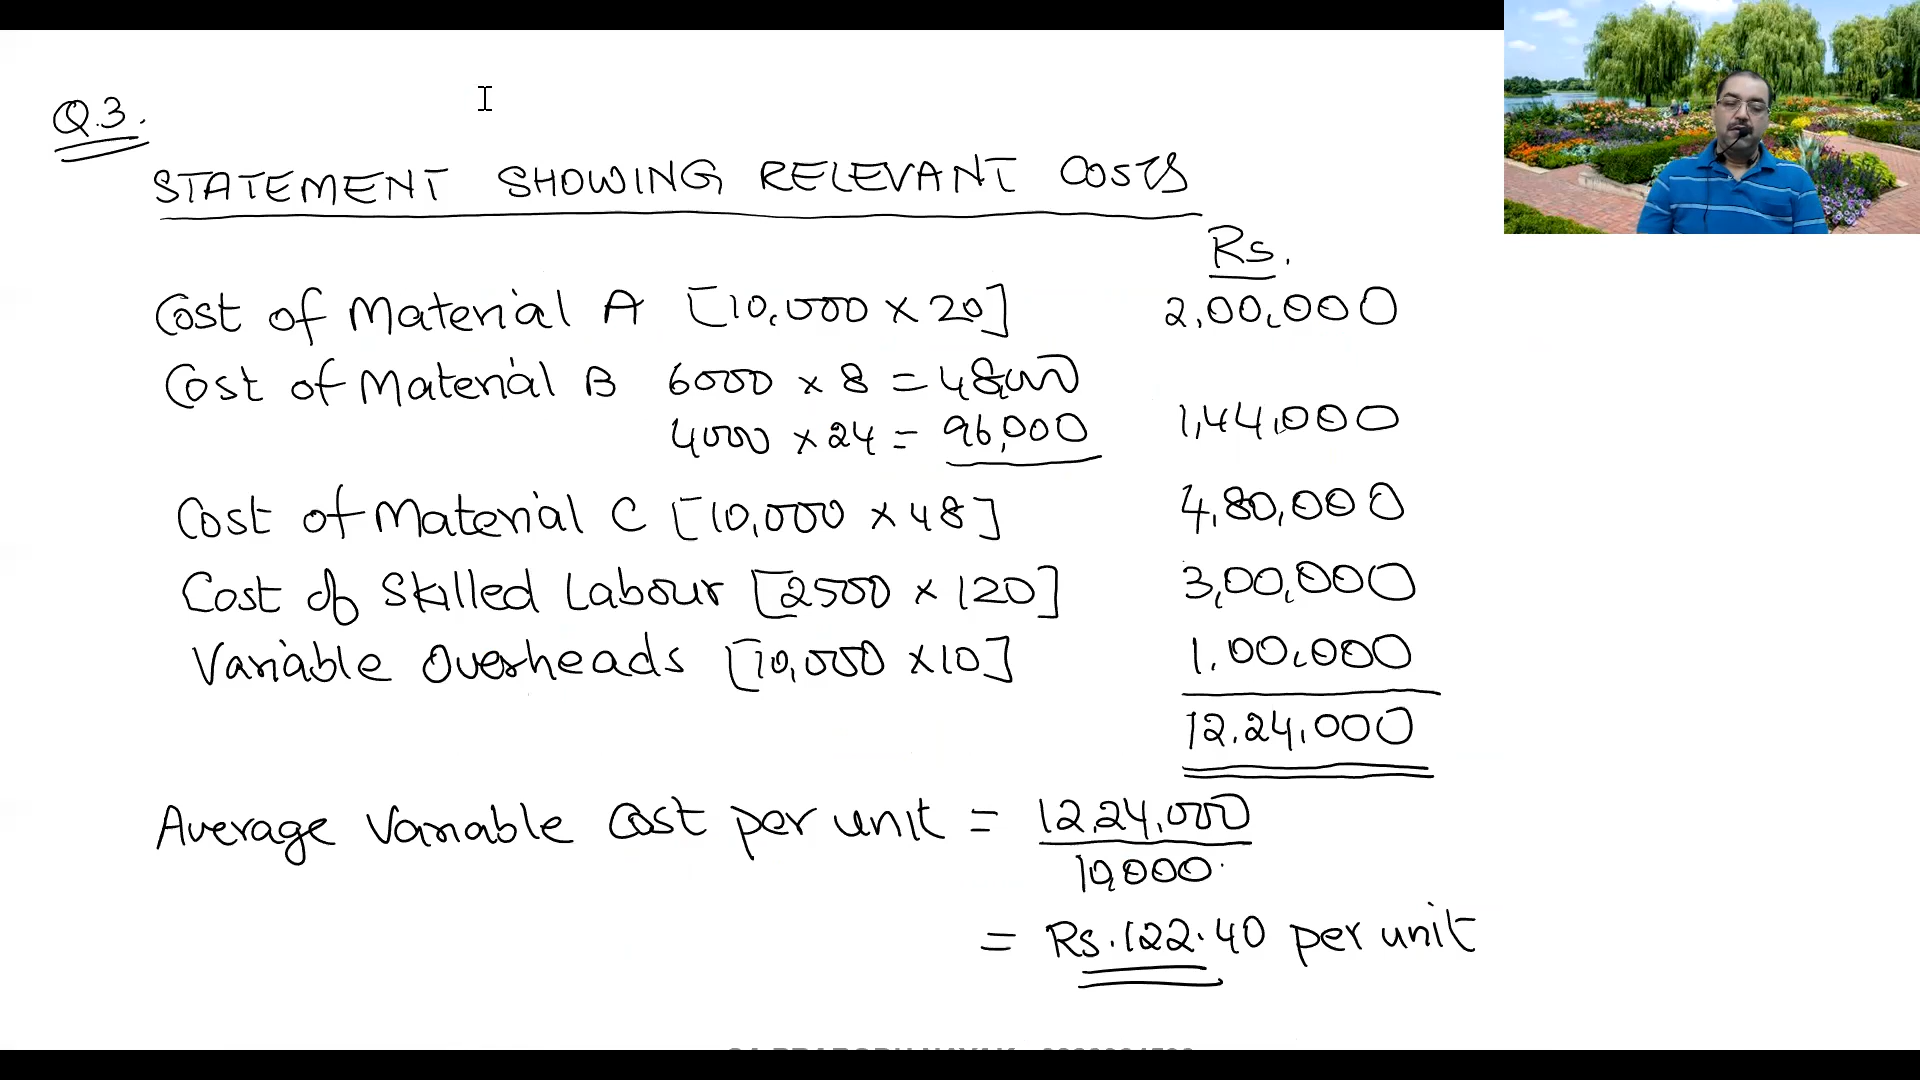 Q.3.
STATEMENT SHOWING RELEVANT COSTS
Rs.
Cost of Material A [10,000 × 20] 2,00,000
Cost of Material B 6000 × 8 = 48,000
4000 × 24 = 96,000 1,44,000
Cost of Material C [10,000 × 48] 4,80,000
Cost of Skilled Labour [2500 × 120] 3,00,000
Variable Overheads [10,000 × 10] 1,00,000
12,24,000
Average Variable Cost per unit = 12,24,000
10,000
= Rs.122.40 per unit